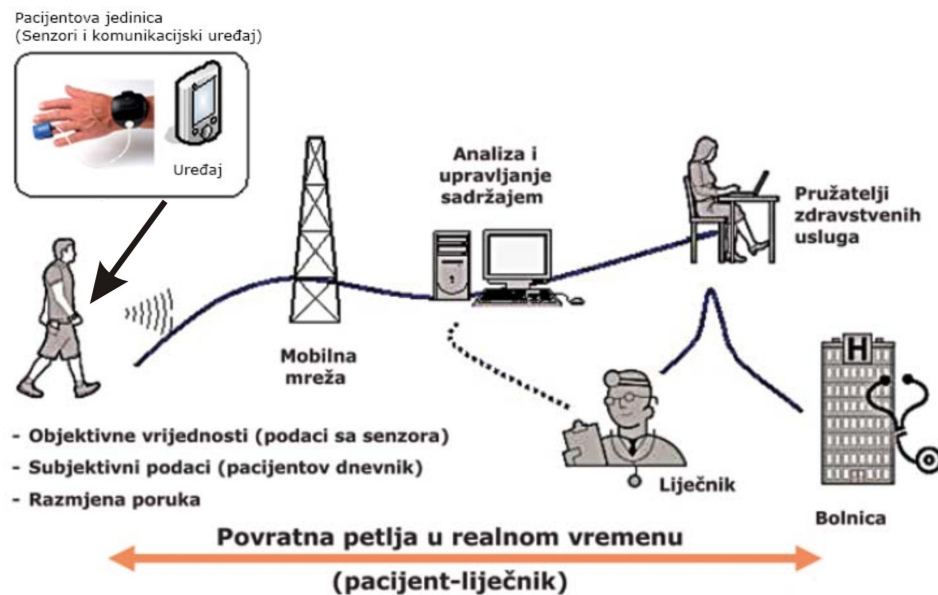 Pacijentova jedinica
(Senzori i komunikacijski uređaj)
Uređaj
Analiza i
upravljanje
sadržajem
Pružatelji
zdravstvenih
usluga
Mobilna
mreža
H
- Objektivne vrijednosti (podaci sa senzora)
- Subjektivni podaci (pacijentov dnevnik)
- Razmjena poruka
Liječnik
Bolnica
Povratna petlja u realnom vremenu
(pacijent-liječnik)